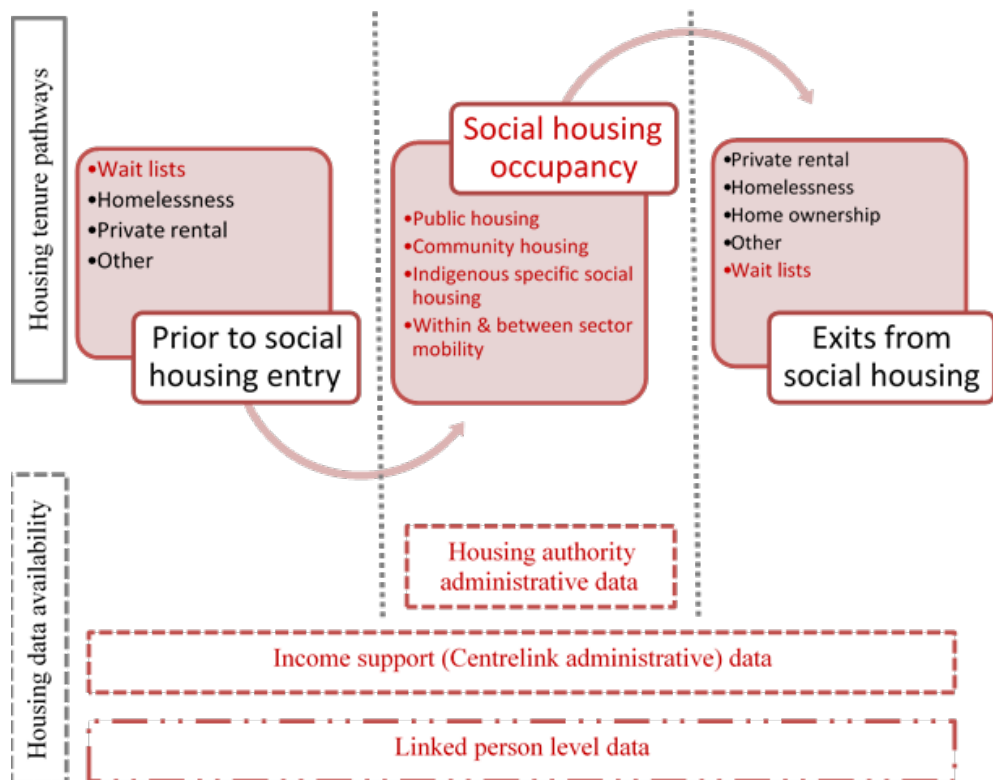 Housing tenure pathways
•Wait lists
•Homelessness
•Private rental
•Other
Prior to social
housing entry
Social housing
occupancy
•Public housing
•Community housing
•Indigenous specific social
housing
•Within & between sector
mobility
•Private rental
•Homelessness
•Home ownership
•Other
•Wait lists
Exits from
social housing
Housing data availability
Housing authority
administrative data
Income support (Centrelink administrative) data
Linked person level data